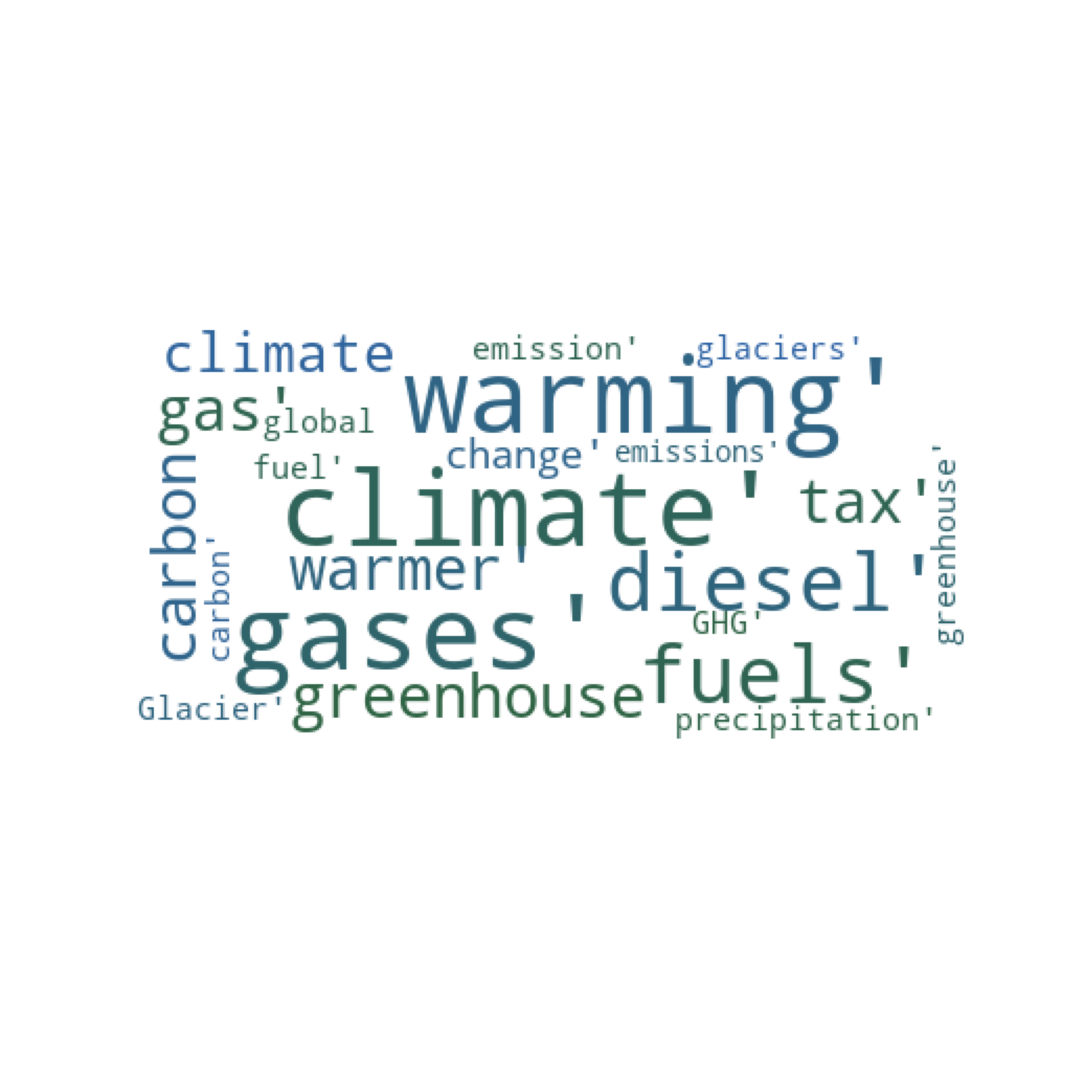 climate
emission'
glaciers'
warming'
gas'
global
change'
emissions'
fuel'
climate'
tax'
greenhouse'
carbon
carbon'
warmer'
diesel'
gases'
GHG'
fuels'
greenhouse
Glacier'
precipitation'